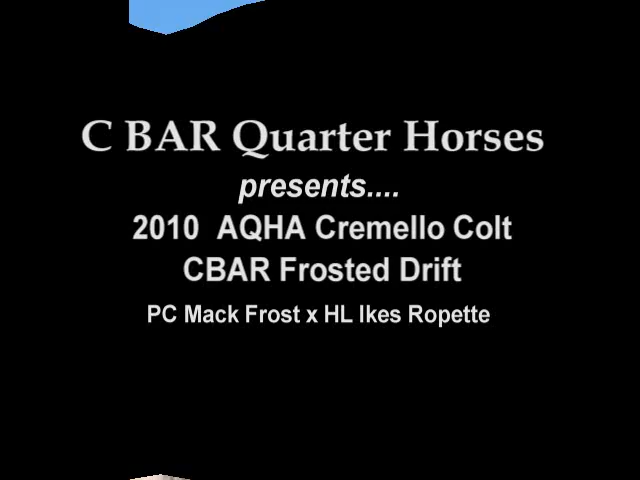 C BAR Quarter Horses
presents....
2010 AQHA Cremello Colt
CBAR Frosted Drift
PC Mack Frost x HL Ikes Ropette